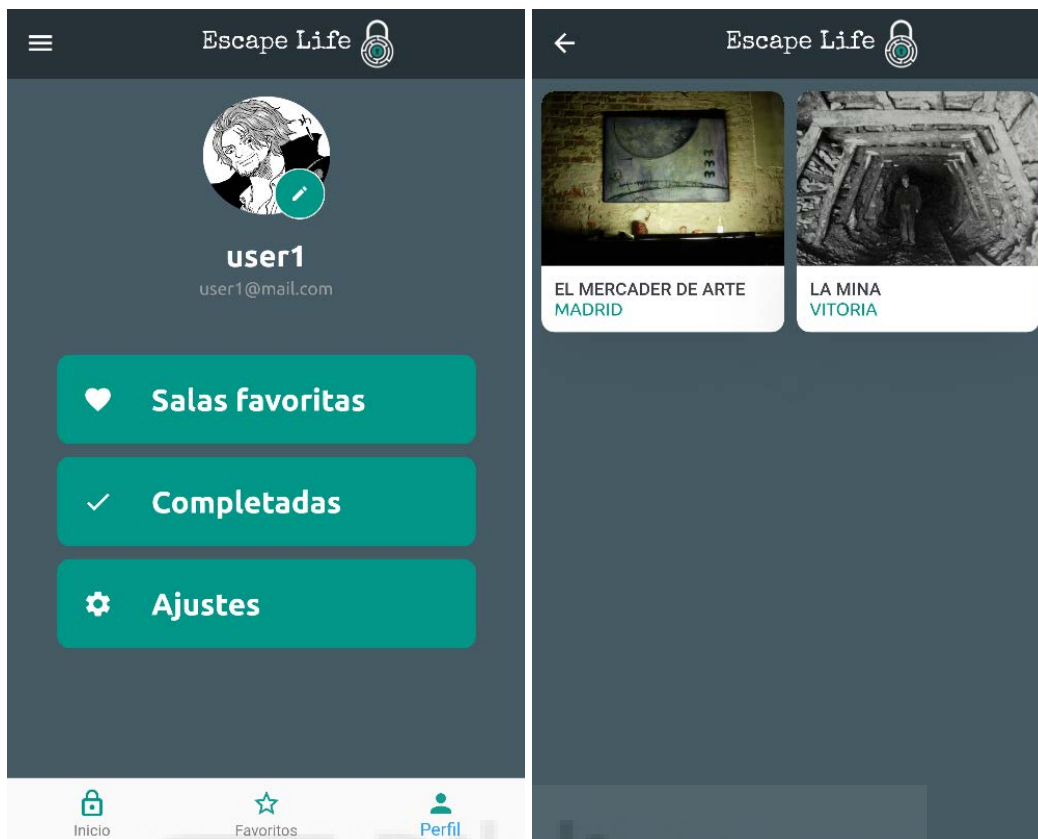 Escape Life
user1
user1@mail.com
Salas favoritas
Completadas
Ajustes
Inicio
Favoritos
Perfil
Escape Life
EL MERCADER DE ARTE
MADRID
LA MINA
VITORIA